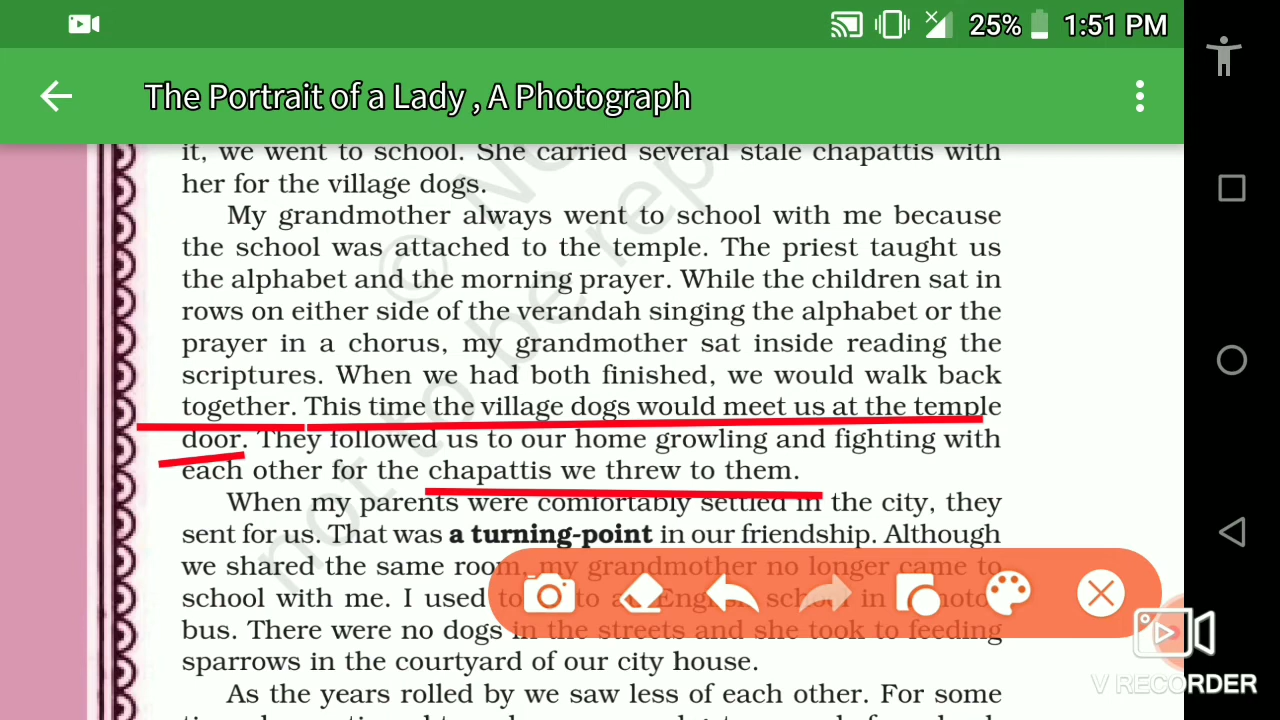 25% 1:51 PM
The Portrait of a Lady , A Photograph
it, we went to school. She carried several stale chapattis with
her for the village dogs.
My grandmother always went to school with me because
the school was attached to the temple. The priest taught us
the alphabet and the morning prayer. While the children sat in
rows on either side of the verandah singing the alphabet or the
prayer in a chorus, my grandmother sat inside reading the
scriptures. When we had both finished, we would walk back
together. This time the village dogs would meet us at the temple
door. They followed us to our home growling and fighting with
each other for the chapattis we threw to them.
When my parents were comfortably settled in the city, they
sent for us. That was a turning-point in our friendship. Although
we shared the same room, my grandmother no longer came to
school with me. I used to English school in
bus. There were no dogs in the streets and she took to feeding
sparrows in the courtyard of our city house.
As the years rolled by we saw less of each other. For some
not to be rep
V RECORDER